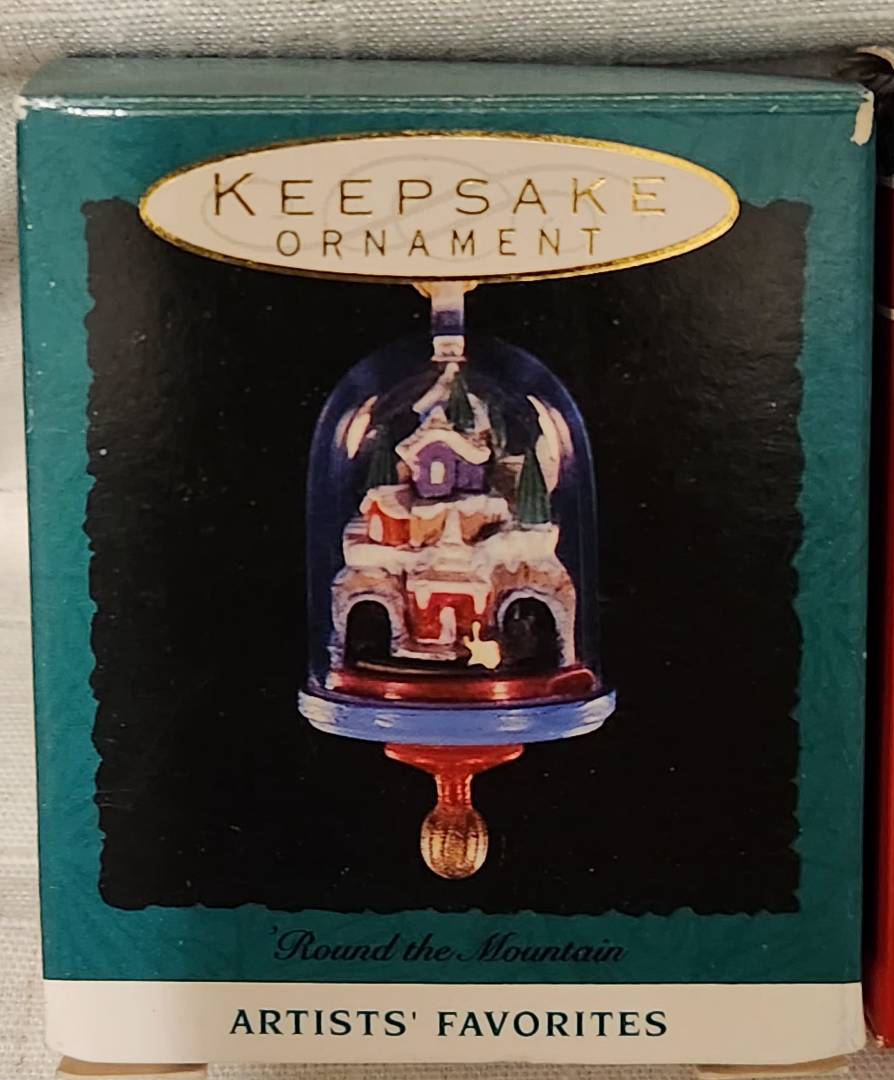 KEEPSAKE
ORNAMENT
'Round the Mountain
ARTISTS' FAVORITES